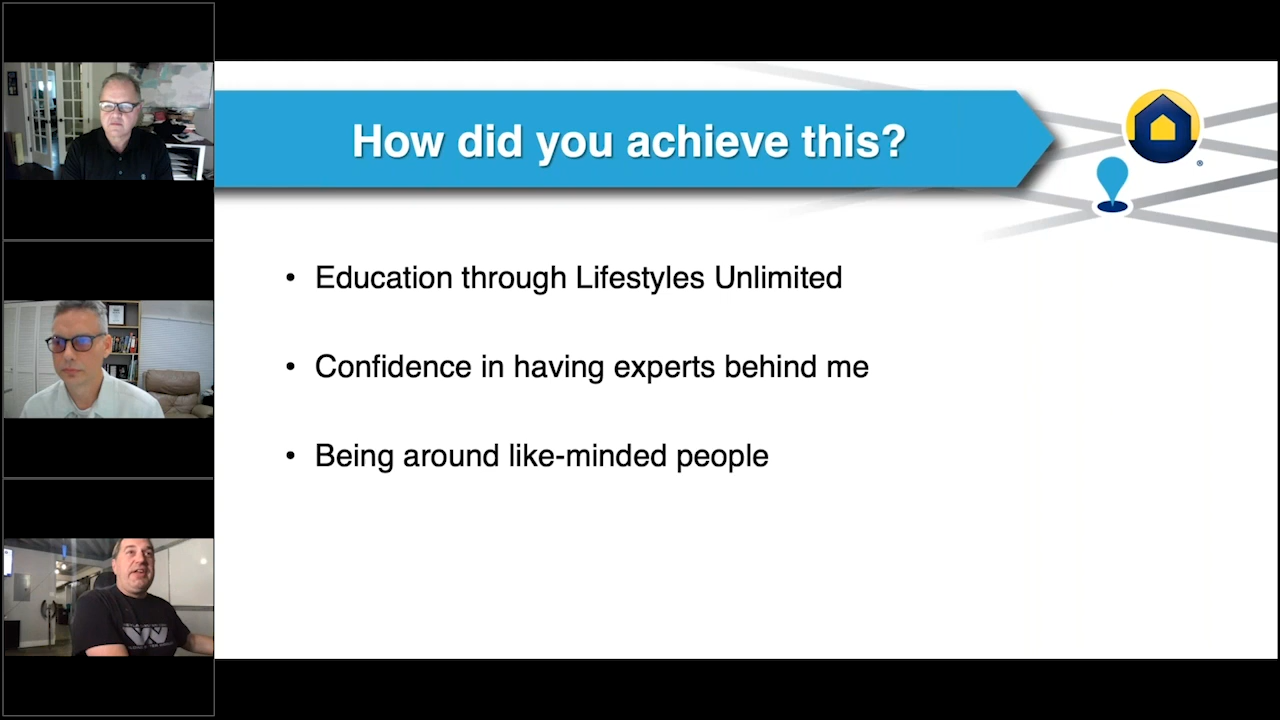 How did you achieve this?
®
• Education through Lifestyles Unlimited
• Confidence in having experts behind me
• Being around like-minded people